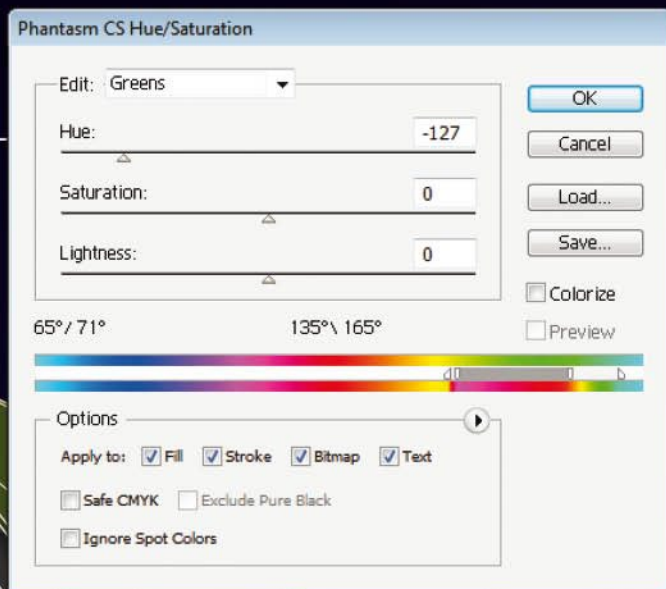 Phantasm CS Hue/Saturation
Edit: Greens
OK
Hue: -127
Cancel
Saturation: 0
Load...
Lightness: 0
Save...
Colorize
65°/ 71° 135°\ 165°
Preview
Options
Apply to: Fill Stroke Bitmap Text
Safe CMYK Exclude Pure Black
Ignore Spot Colors